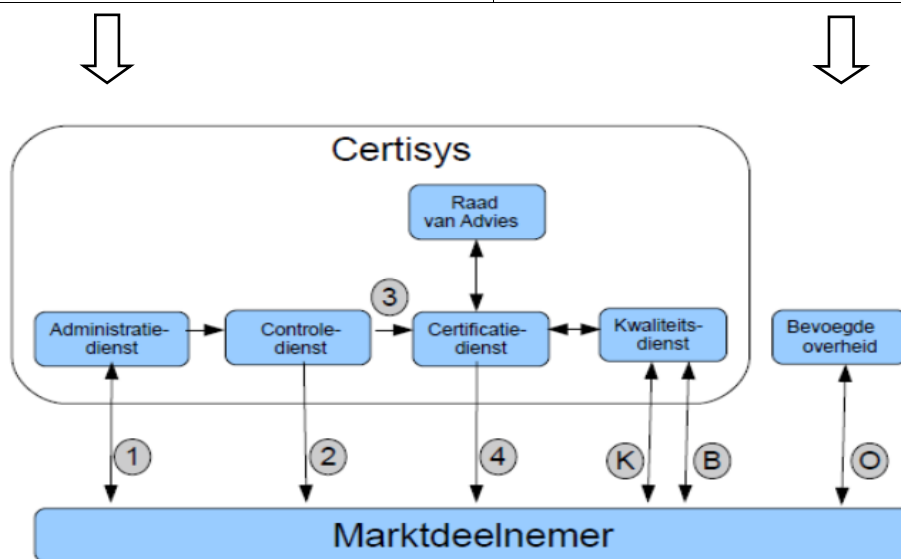 Certisys
Raad
van Advies
3
Administratie-
dienst
Controle-
dienst
Certificatie-
dienst
Kwaliteits-
dienst
Bevoegde
overheid
1
2
4
K
B
O
Marktdeelnemer